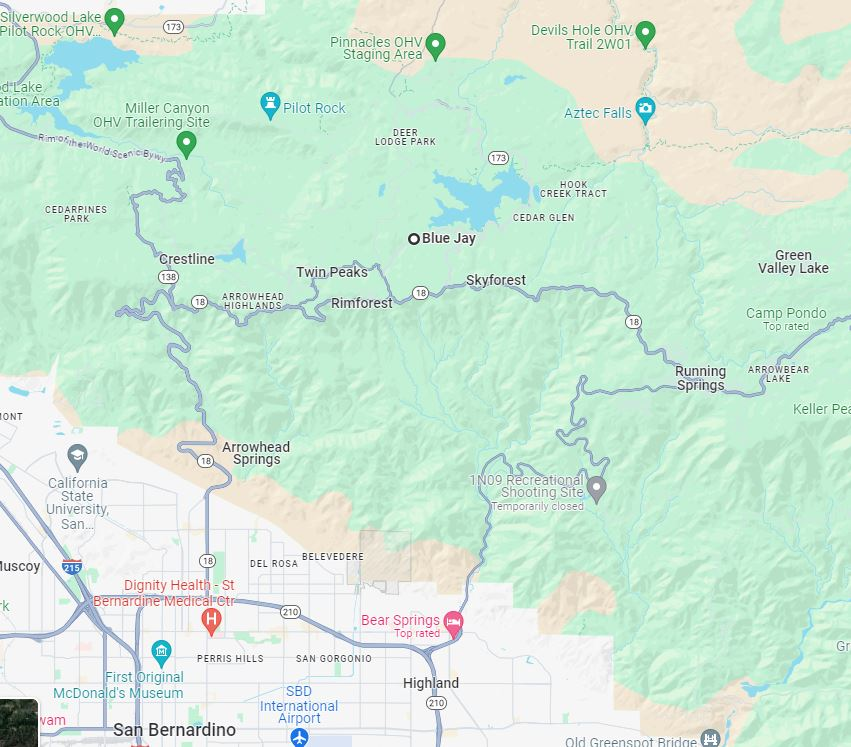 Silverwood Lake
Pilot Rock OHV...
173
Pinnacles OHV
Staging Area
Devils Hole OHV
Trail 2W01
d Lake
ation Area
Miller Canyon
OHV Trailering Site
Pilot Rock
Aztec Falls
DEER
LODGE PARK
Rim of the World Scenic Bywy
173
HOOK
CREEK TRACT
CEDARPINES
PARK
CEDAR GLEN
Blue Jay
Crestline
Green
Valley Lake
138
Twin Peaks
Skyforest
18
ARROWHEAD
HIGHLANDS
Rimforest
18
Camp Pondo
Top rated
18
Running
Springs
ARROWBEAR
LAKE
MONT
Keller Pea
Arrowhead
Springs
18
California
State
University,
San...
1N09 Recreational
Shooting Site
Temporarily closed
Muscoy
215
18
DEL ROSA
BELEVEDERE
Dignity Health - St
Bernardine Medical Ctr
rk
210
Bear Springs
Top rated
PERRIS HILLS
SAN GORGONIO
First Original
McDonald's Museum
Highland
Gr
SBD
International
Airport
210
wam
San Bernardino
Old Greenspot Bridge